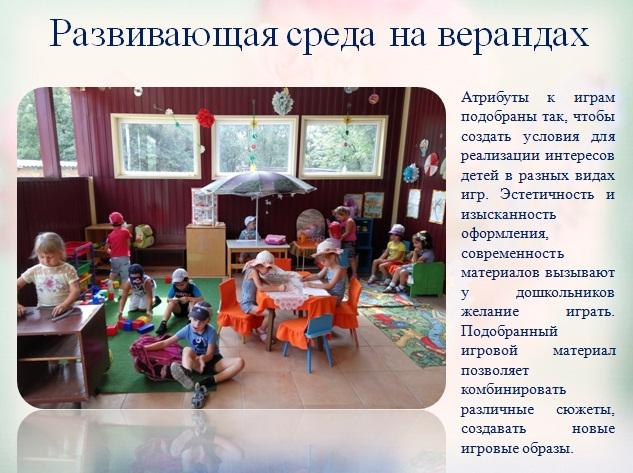 Развивающая среда на верандах
Атрибуты к играм
подобраны так, чтобы
создать условия для
реализации интересов
детей в разных видах
игр. Эстетичность и
изысканность
оформления,
современность
материалов вызывают
у дошкольников
желание играть.
Подобранный
игровой материал
позволяет
комбинировать
различные сюжеты,
создавать новые
игровые образы.